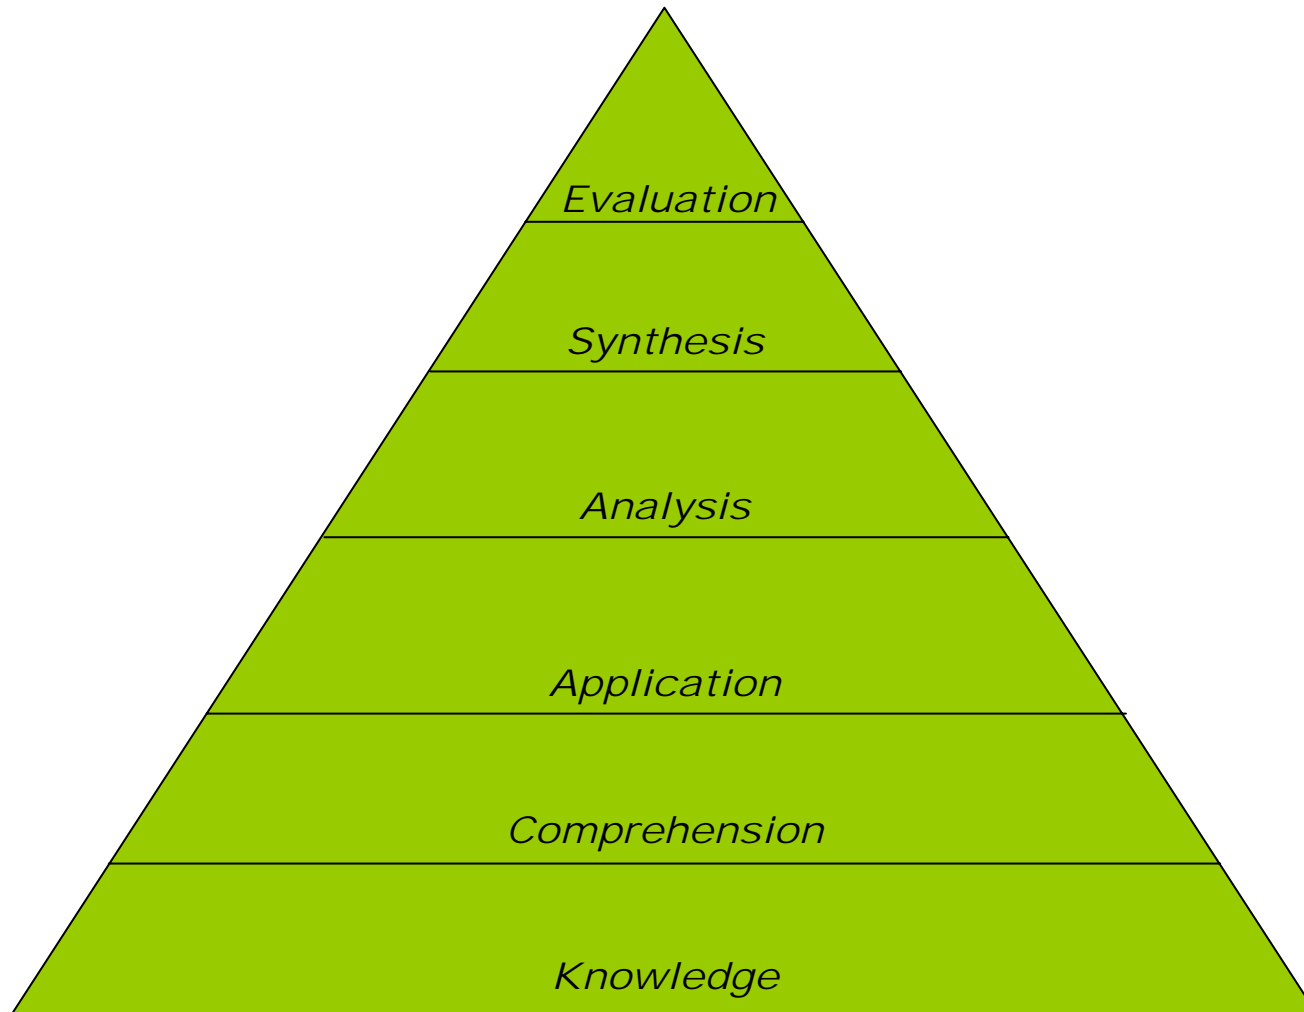 Evaluation
Synthesis
Analysis
Application
Comprehension
Knowledge